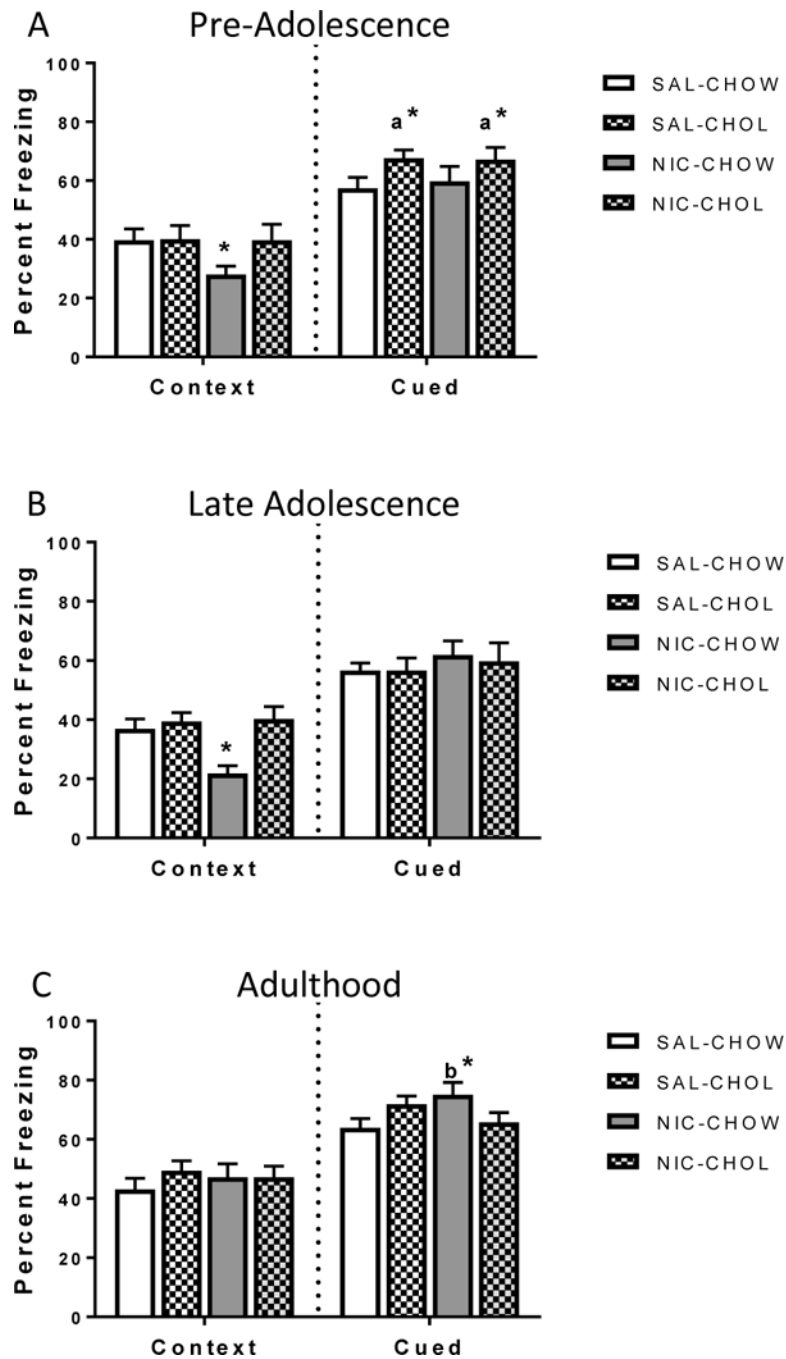 A
Pre-Adolescence
Percent Freezing
100
80
60
40
20
0
*
a*
a*
Context
Cued
SAL-CHOW
SAL-CHOL
NIC-CHOW
NIC-CHOL
B
Late Adolescence
Percent Freezing
100
80
60
40
20
0
*
Context
Cued
SAL-CHOW
SAL-CHOL
NIC-CHOW
NIC-CHOL
C
Adulthood
Percent Freezing
100
80
60
40
20
0
b*
Context
Cued
SAL-CHOW
SAL-CHOL
NIC-CHOW
NIC-CHOL